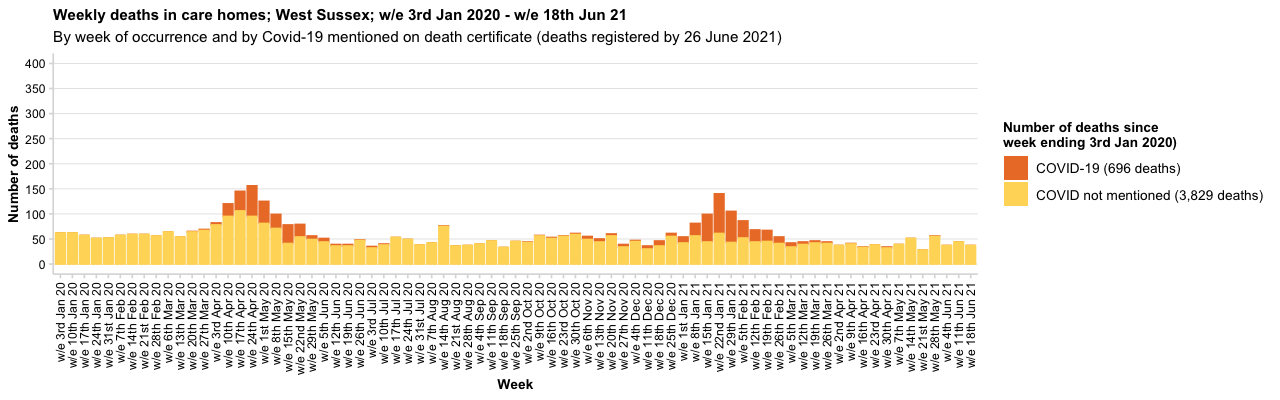 Weekly deaths in care homes; West Sussex; w/e 3rd Jan 2020 - w/e 18th Jun 21
By week of occurrence and by Covid-19 mentioned on death certificate (deaths registered by 26 June 2021)
Number of deaths
400
350
300
250
200
150
100
50
0
w/e 3rd Jan 20
w/e 10th Jan 20
w/e 17th Jan 20
w/e 24th Jan 20
w/e 31st Jan 20
w/e 7th Feb 20
w/e 14th Feb 20
w/e 21st Feb 20
w/e 28th Feb 20
w/e 6th Mar 20
w/e 13th Mar 20
w/e 20th Mar 20
w/e 27th Mar 20
w/e 3rd Apr 20
w/e 10th Apr 20
w/e 17th Apr 20
w/e 24th Apr 20
w/e 1st May 20
w/e 8th May 20
w/e 15th May 20
w/e 22nd May 20
w/e 29th May 20
w/e 5th Jun 20
w/e 12th Jun 20
w/e 19th Jun 20
w/e 26th Jun 20
w/e 3rd Jul 20
w/e 10th Jul 20
w/e 17th Jul 20
w/e 24th Jul 20
w/e 31st Jul 20
w/e 7th Aug 20
w/e 14th Aug 20
w/e 21st Aug 20
w/e 28th Aug 20
w/e 4th Sep 20
w/e 11th Sep 20
w/e 18th Sep 20
w/e 25th Sep 20
w/e 2nd Oct 20
w/e 9th Oct 20
w/e 16th Oct 20
w/e 23rd Oct 20
w/e 30th Oct 20
w/e 6th Nov 20
w/e 13th Nov 20
w/e 20th Nov 20
w/e 27th Nov 20
w/e 4th Dec 20
w/e 11th Dec 20
w/e 18th Dec 20
w/e 25th Dec 20
w/e 1st Jan 21
w/e 8th Jan 21
w/e 15th Jan 21
w/e 22nd Jan 21
w/e 29th Jan 21
w/e 5th Feb 21
w/e 12th Feb 21
w/e 19th Feb 21
w/e 26th Feb 21
w/e 5th Mar 21
w/e 12th Mar 21
w/e 19th Mar 21
w/e 26th Mar 21
w/e 2nd Apr 21
w/e 9th Apr 21
w/e 16th Apr 21
w/e 23rd Apr 21
w/e 30th Apr 21
w/e 7th May 21
w/e 14th May 21
w/e 21st May 21
w/e 28th May 21
w/e 4th Jun 21
w/e 11th Jun 21
w/e 18th Jun 21
Week
Number of deaths since
week ending 3rd Jan 2020)
COVID-19 (696 deaths)
COVID not mentioned (3,829 deaths)